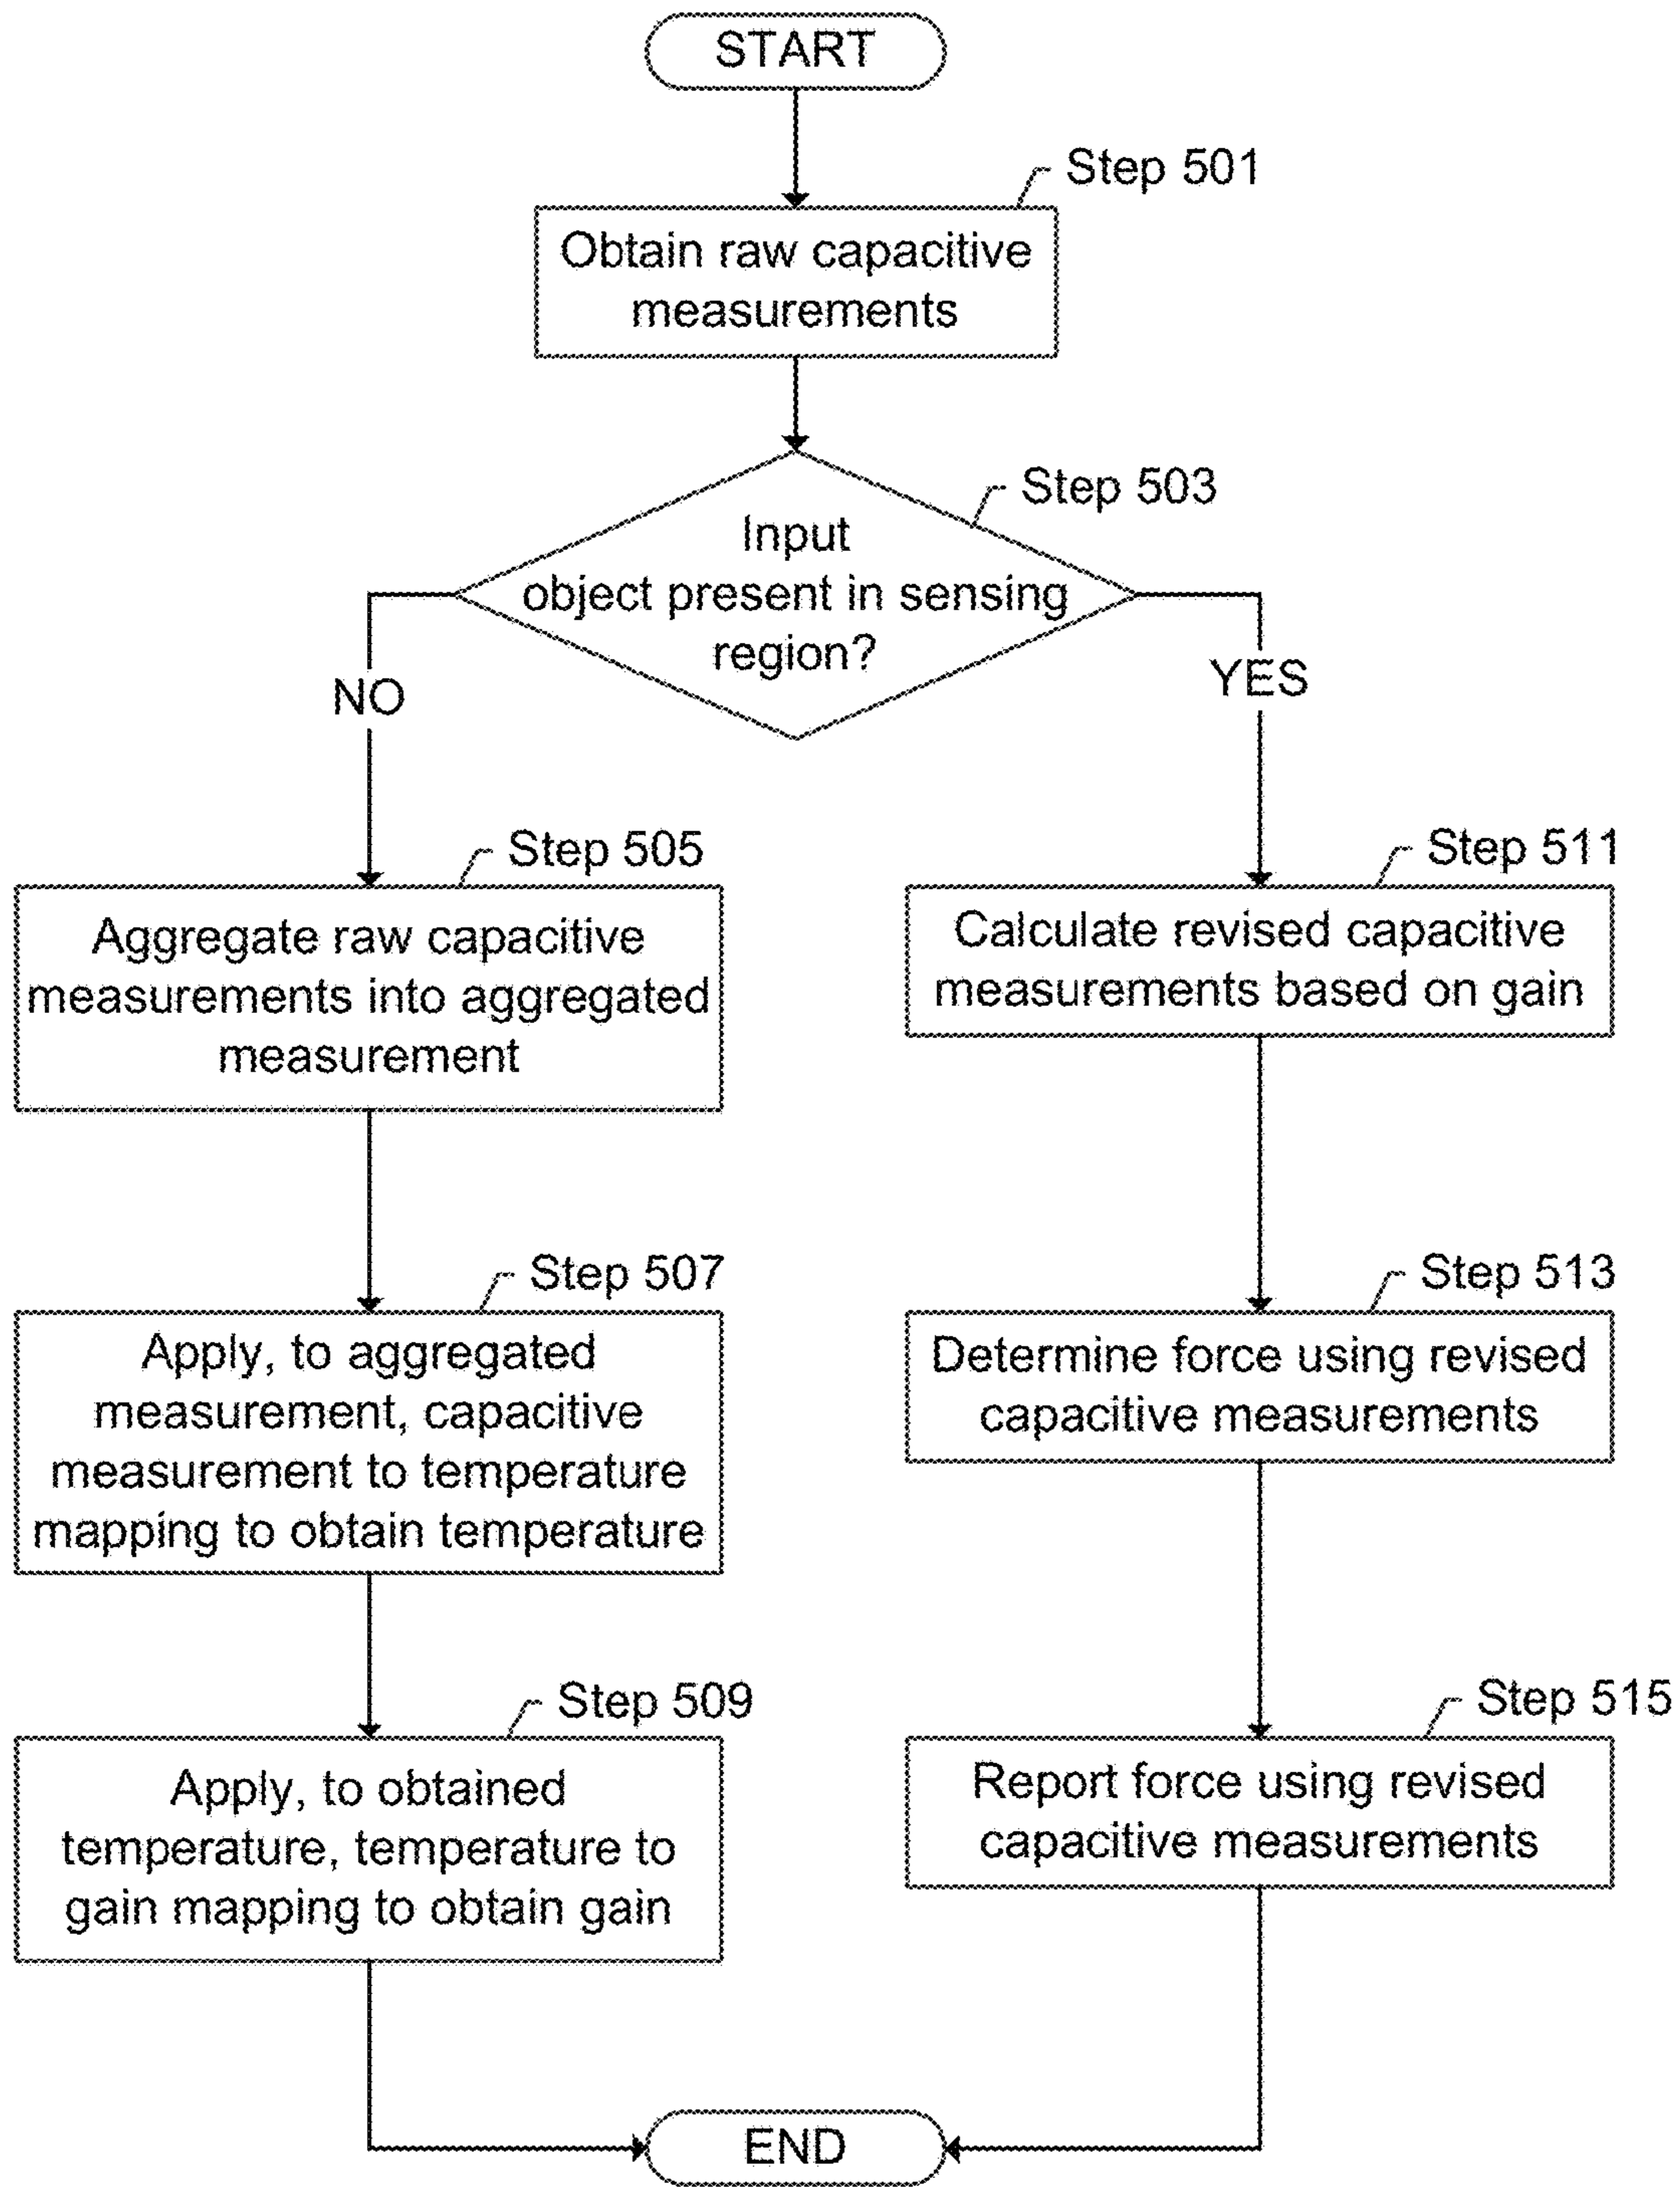 START
Step 501
Obtain raw capacitive
measurements
Step 503
Input
object present in sensing
region?
NO
YES
Step 505
Aggregate raw capacitive
measurements into aggregated
measurement
Step 511
Calculate revised capacitive
measurements based on gain
Step 507
Apply, to aggregated
measurement, capacitive
measurement to temperature
mapping to obtain temperature
Step 513
Determine force using revised
capacitive measurements
Step 509
Apply, to obtained
temperature, temperature to
gain mapping to obtain gain
Step 515
Report force using revised
capacitive measurements
END